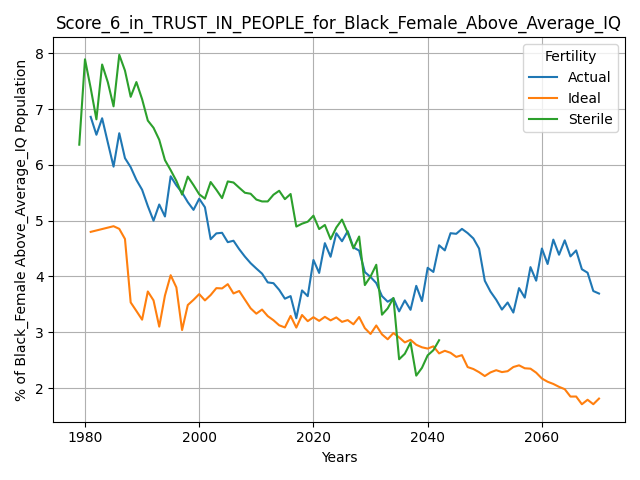 Score_6_in_TRUST_IN_PEOPLE_for_Black_Female_Above_Average_IQ
% of Black_Female Above_Average_IQ Population
8
7
6
5
4
3
2
Fertility
Actual
Ideal
Sterile
1980
2000
2020
2040
2060
Years